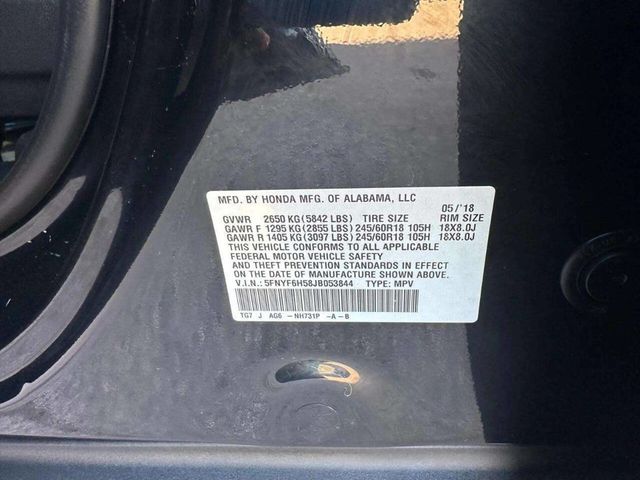 MFD. BY HONDA MFG. OF ALABAMA, LLC
05/'18
GVWR 2650 KG(5842 LBS) TIRE SIZE RIM SIZE
GAWR F 1295 KG(2855 LBS)245/60R18 105H 18X8.0J
GAWR R 1405 KG(3097 LBS)245/60R18 105H 18X8.0J
THIS VEHICLE CONFORMS TO ALL APPLICABLE
FEDERAL MOTOR VEHICLE SAFETY
AND THEFT PREVENTION STANDARDS IN EFFECT
ON THE DATE OF MANUFACTURE SHOWN ABOVE.
V.I.N.: 5FNYF6H58JB053844 TYPE: MPV
TG7 J AG6 -NH731P -A-B